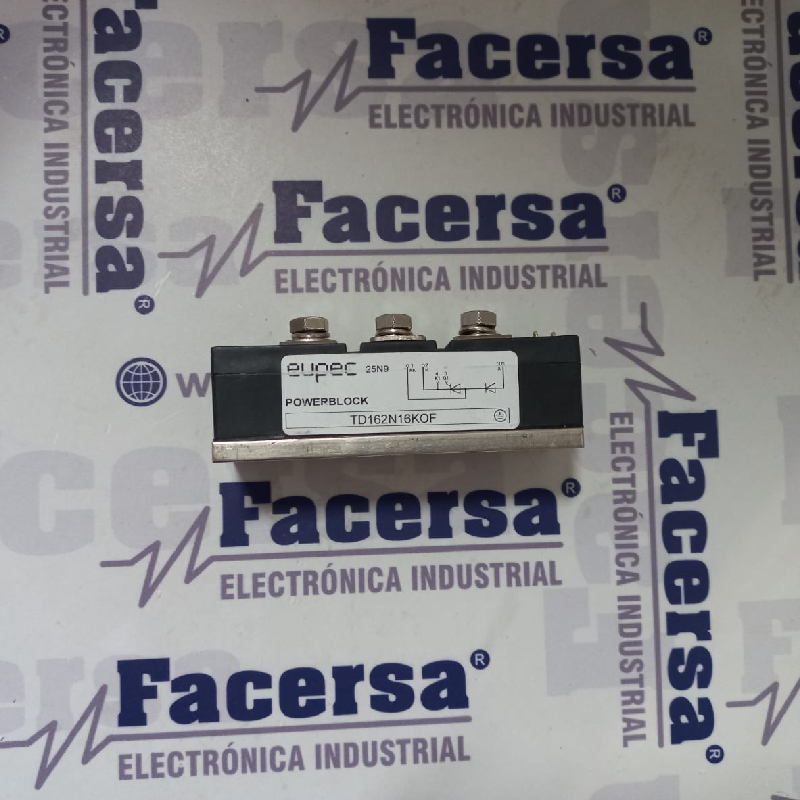 Facersa®
ELECTRÓNICA INDUSTRIAL
Facersa®
ELECTRÓNICA INDUSTRIAL
Facersa®
ELECTRÓNICA INDUSTRIAL
ELECTRÓNICA INDUSTRIAL
W
eupec 25N9
POWERBLOCK
TD162N16KOF
Facersa®
ELECTRÓNICA INDUSTRIAL
Facersa®
ELECTRÓNICA INDUSTRIAL
Facersa®
ELECTRÓNICA INDUSTRIAL